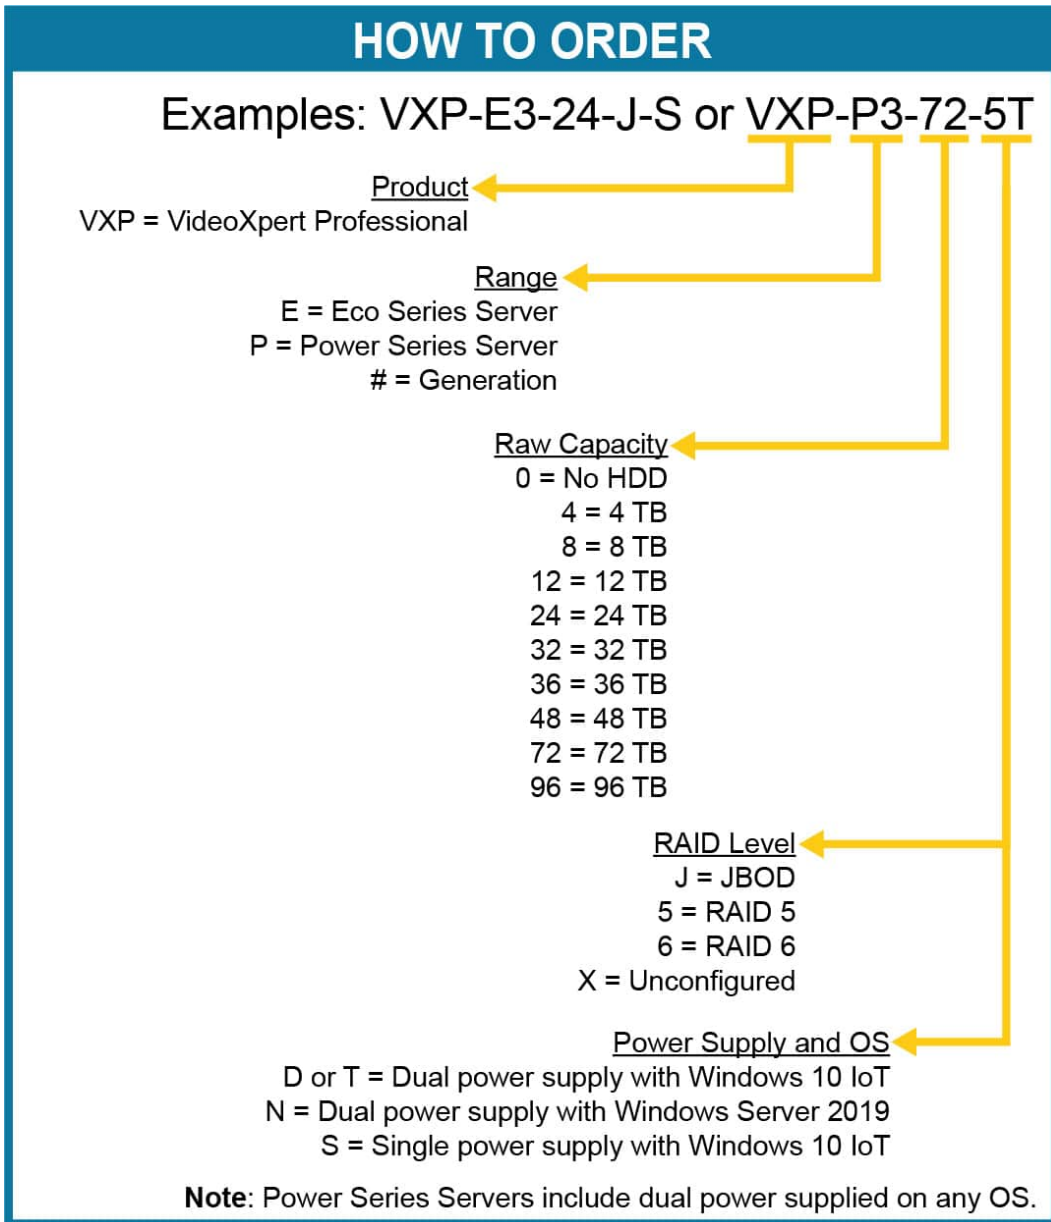 HOW TO ORDER
Examples: VXP-E3-24-J-S or VXP-P3-72-5T
Product
VXP = VideoXpert Professional
Range
E = Eco Series Server
P = Power Series Server
# = Generation
Raw Capacity
0 = No HDD
4 = 4 TB
8 = 8 TB
12 = 12 TB
24 = 24 TB
32 = 32 TB
36 = 36 TB
48 = 48 TB
72 = 72 TB
96 = 96 TB
RAID Level
J = JBOD
5 = RAID 5
6 = RAID 6
X = Unconfigured
Power Supply and OS
D or T = Dual power supply with Windows 10 IoT
N = Dual power supply with Windows Server 2019
S = Single power supply with Windows 10 IoT
Note: Power Series Servers include dual power supplied on any OS.